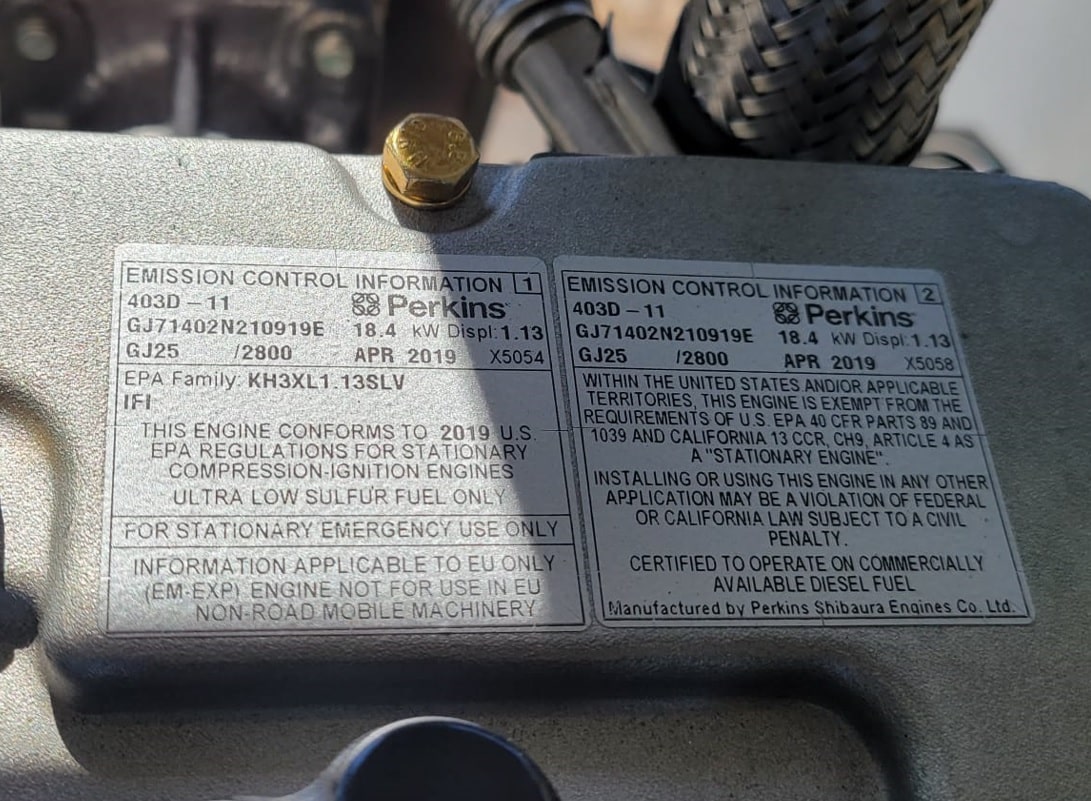 EMISSION CONTROL INFORMATION 1
403D-11 Perkins
GJ71402N210919E 18.4 kW Displ:1.13
GJ25 /2800 APR 2019 X5054
EPA Family: KH3XL1.13SLV
IFI
THIS ENGINE CONFORMS TO 2019 U.S.
EPA REGULATIONS FOR STATIONARY
COMPRESSION-IGNITION ENGINES
ULTRA LOW SULFUR FUEL ONLY
FOR STATIONARY EMERGENCY USE ONLY
INFORMATION APPLICABLE TO EU ONLY
(EM-EXP) ENGINE NOT FOR USE IN EU
NON-ROAD MOBILE MACHINERY
EMISSION CONTROL INFORMATION 2
403D-11 Perkins
GJ71402N210919E 18.4 kW Displ:1.13
GJ25 /2800 APR 2019 X5058
WITHIN THE UNITED STATES AND/OR APPLICABLE
TERRITORIES, THIS ENGINE IS EXEMPT FROM THE
REQUIREMENTS OF U.S. EPA 40 CFR PARTS 89 AND
1039 AND CALIFORNIA 13 CCR, CH9, ARTICLE 4 AS
A "STATIONARY ENGINE".
INSTALLING OR USING THIS ENGINE IN ANY OTHER
APPLICATION MAY BE A VIOLATION OF FEDERAL
OR CALIFORNIA LAW SUBJECT TO A CIVIL
PENALTY.
CERTIFIED TO OPERATE ON COMMERCIALLY
AVAILABLE DIESEL FUEL
Manufactured by Perkins Shibaura Engines Co. Ltd.